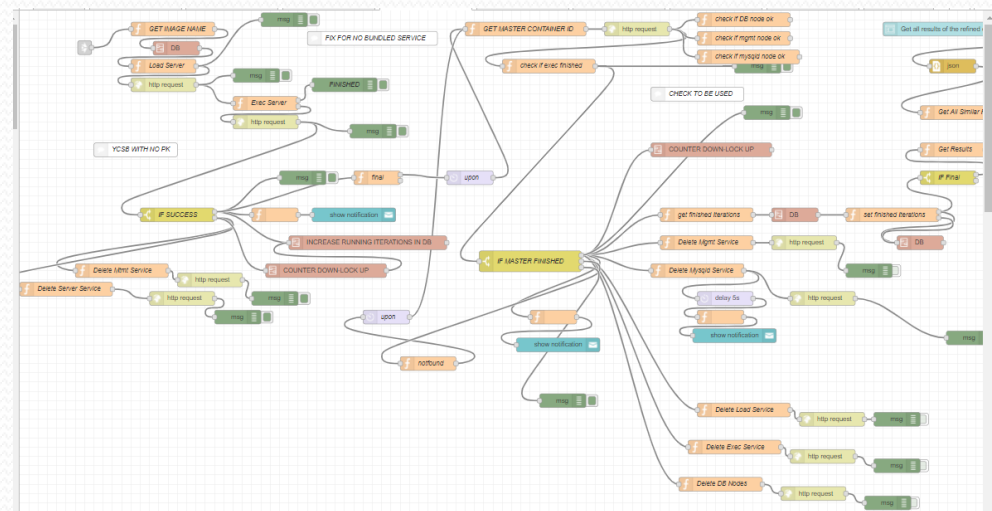 msg
GET IMAGE NAME
GET MASTER CONTAINER ID
http request
check if DB node ok
Get all results of the refined
FIX FOR NO BUNDLED SERVICE
check if mgmt node ok
DB
check if mysqld node ok
Load Server
check if exec finished
msg
json
msg
http request
FINISHED
CHECK TO BE USED
Exec Server
msg
Get All Similar
http request
msg
YCSB WITH NO PK
COUNTER DOWN-LOCK UP
Get Results
msg
final
upon
IF Final
IF SUCCESS
show notification
get finished iterations
DB
set finished iterations
INCREASE RUNNING ITERATIONS IN DB
Delete Mgmt Service
http request
DB
IF MASTER FINISHED
Delete Mtmt Service
COUNTER DOWN-LOCK UP
Delete Mysqld Service
msg
http request
Delete Server Service
http request
msg
delay 5s
http request
msg
upon
show notification
msg
show notification
notfound
msg
Delete Load Service
http request
msg
Delete Exec Service
http request
msg
Delete DB Nodes
http request
msg